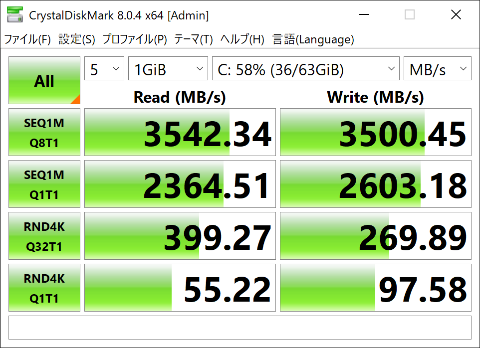 CrystalDiskMark 8.0.4 x64 [Admin]
ファイル(F) 設定(S) プロファイル(P) テーマ(T) ヘルプ(H) 言語(Language)
All 5 1GiB C: 58% (36/63GiB) MB/s
Read (MB/s) Write (MB/s)
SEQ1M
Q8T1 3542.34 3500.45
SEQ1M
Q1T1 2364.51 2603.18
RND4K
Q32T1 399.27 269.89
RND4K
Q1T1 55.22 97.58